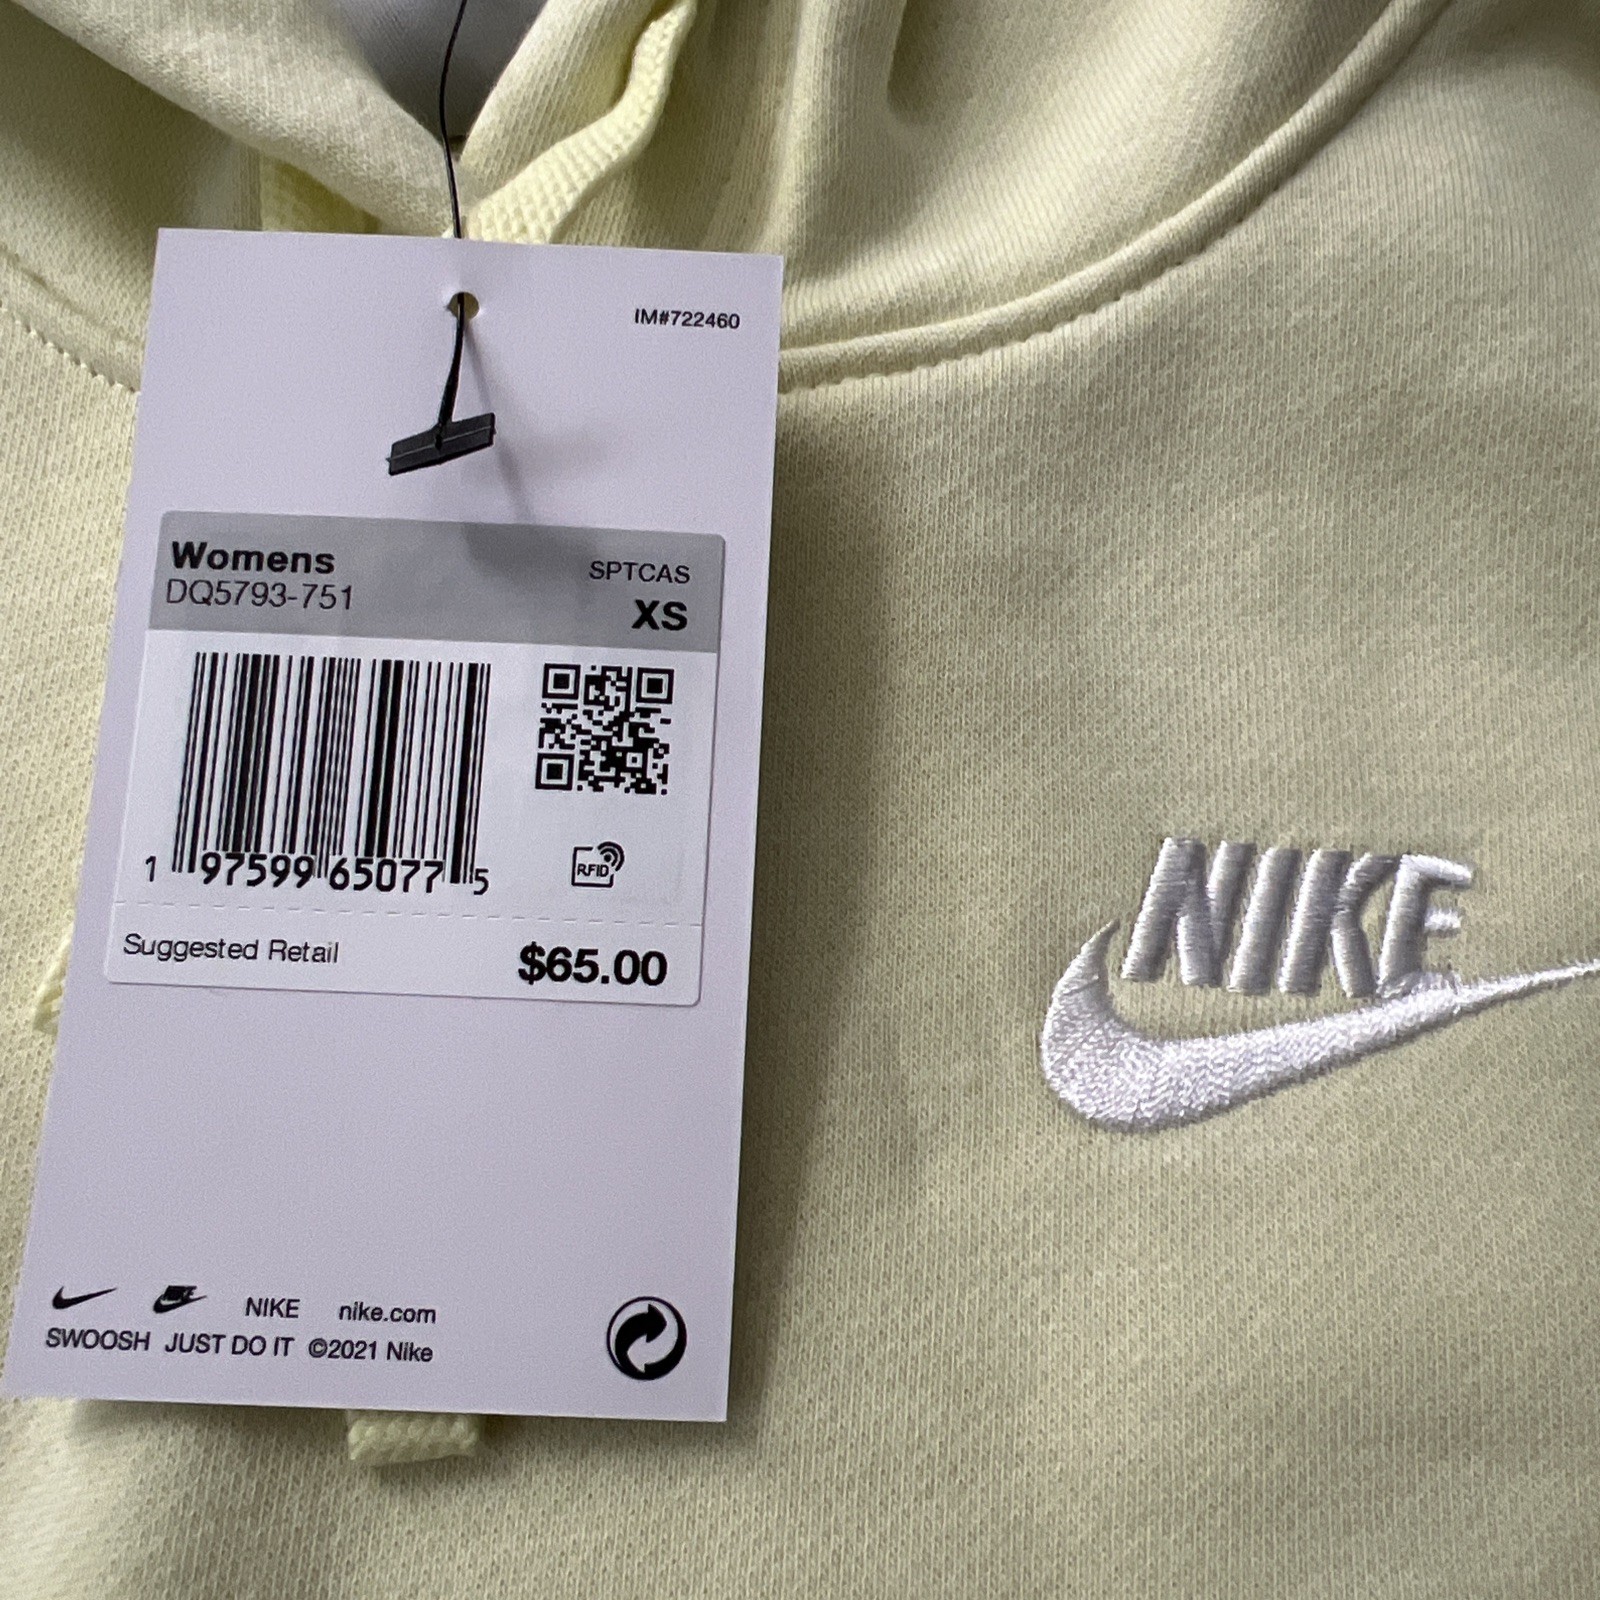 IM#722460
Womens
SPTCAS
DQ5793-751
XS
1 97599 65077 5
RFID
Suggested Retail
$65.00
NIKE
NIKE nike.com
SWOOSH JUST DO IT ©2021 Nike
NIKE